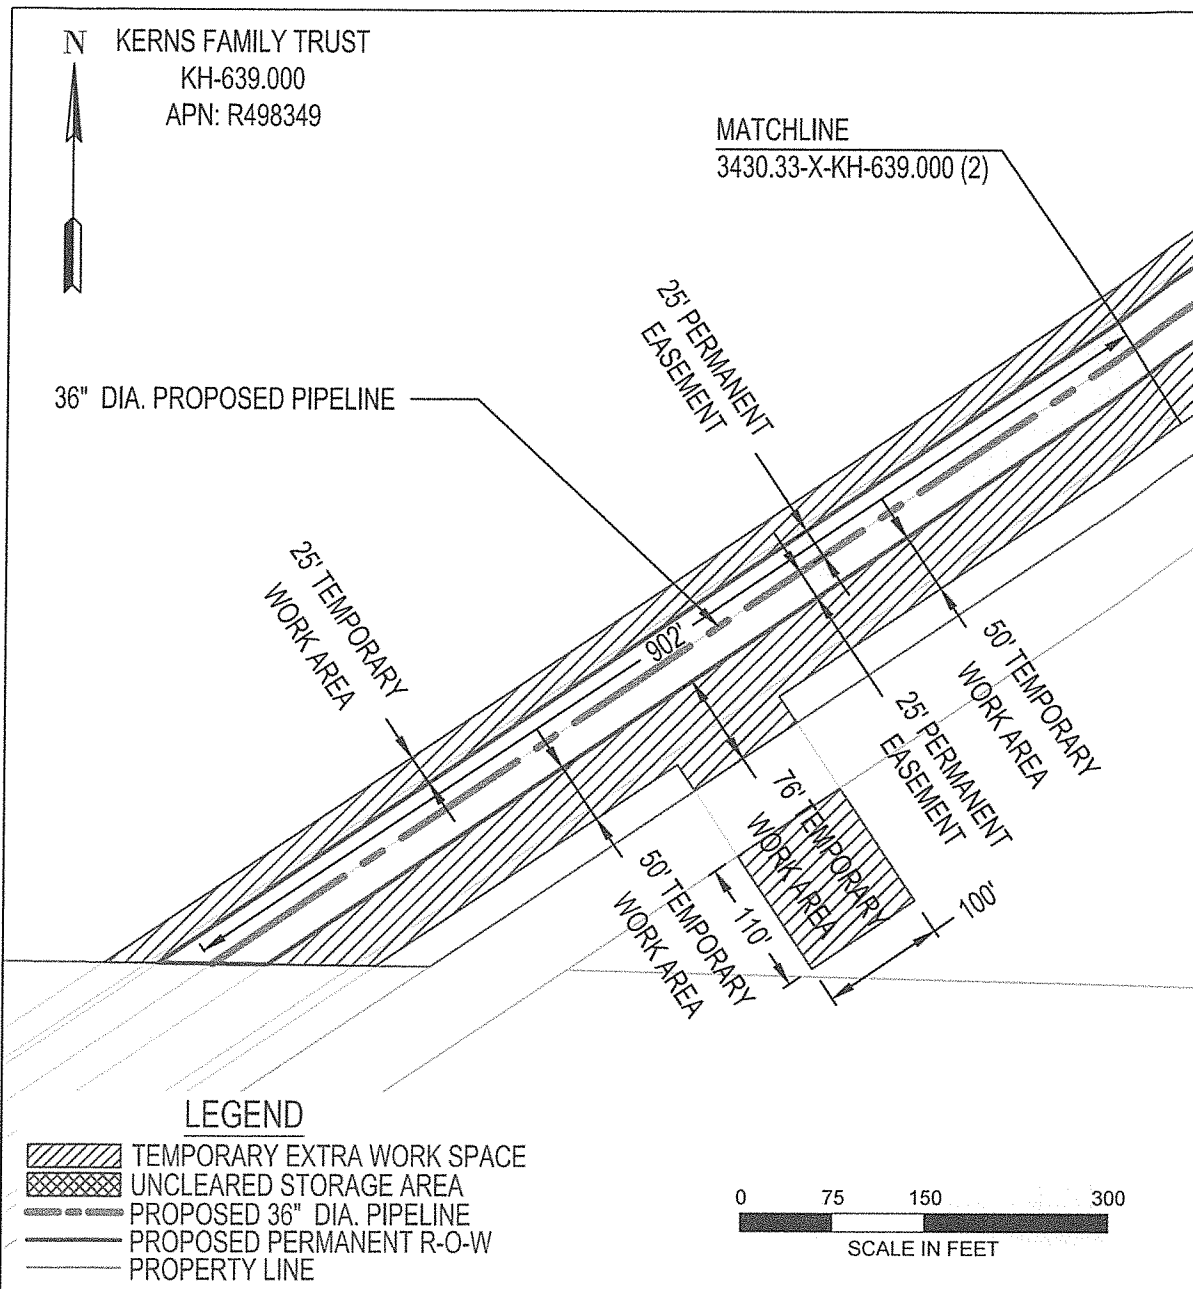 N
KERNS FAMILY TRUST
KH-639.000
APN: R498349
MATCHLINE
3430.33-X-KH-639.000 (2)
25' PERMANENT
EASEMENT
36" DIA. PROPOSED PIPELINE
25' TEMPORARY
WORK AREA
902'
50' TEMPORARY
WORK AREA
25' PERMANENT
EASEMENT
76' TEMPORARY
WORK AREA
50' TEMPORARY
WORK AREA
110'
100'
LEGEND
TEMPORARY EXTRA WORK SPACE
UNCLEARED STORAGE AREA
PROPOSED 36" DIA. PIPELINE
PROPOSED PERMANENT R-O-W
PROPERTY LINE
0 75 150 300
SCALE IN FEET